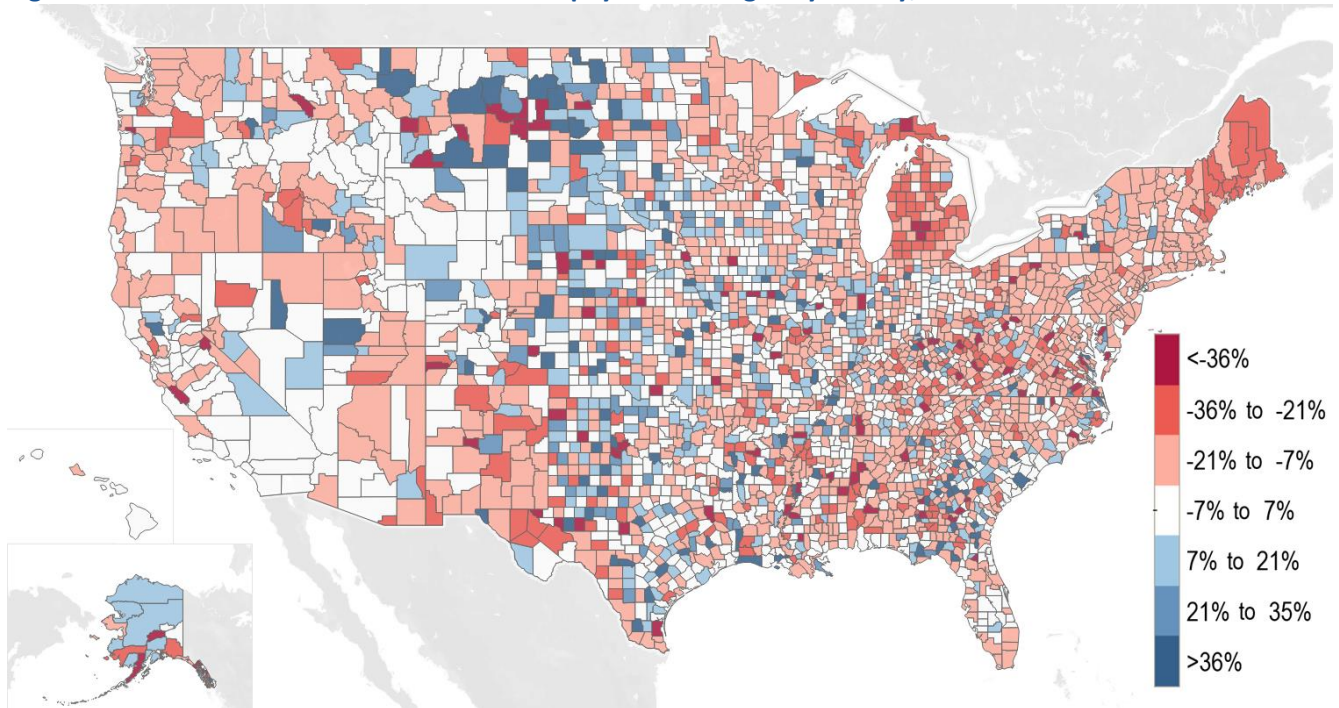 <-36%
-36% to -21%
-21% to -7%
-7% to 7%
7% to 21%
21% to 35%
>36%